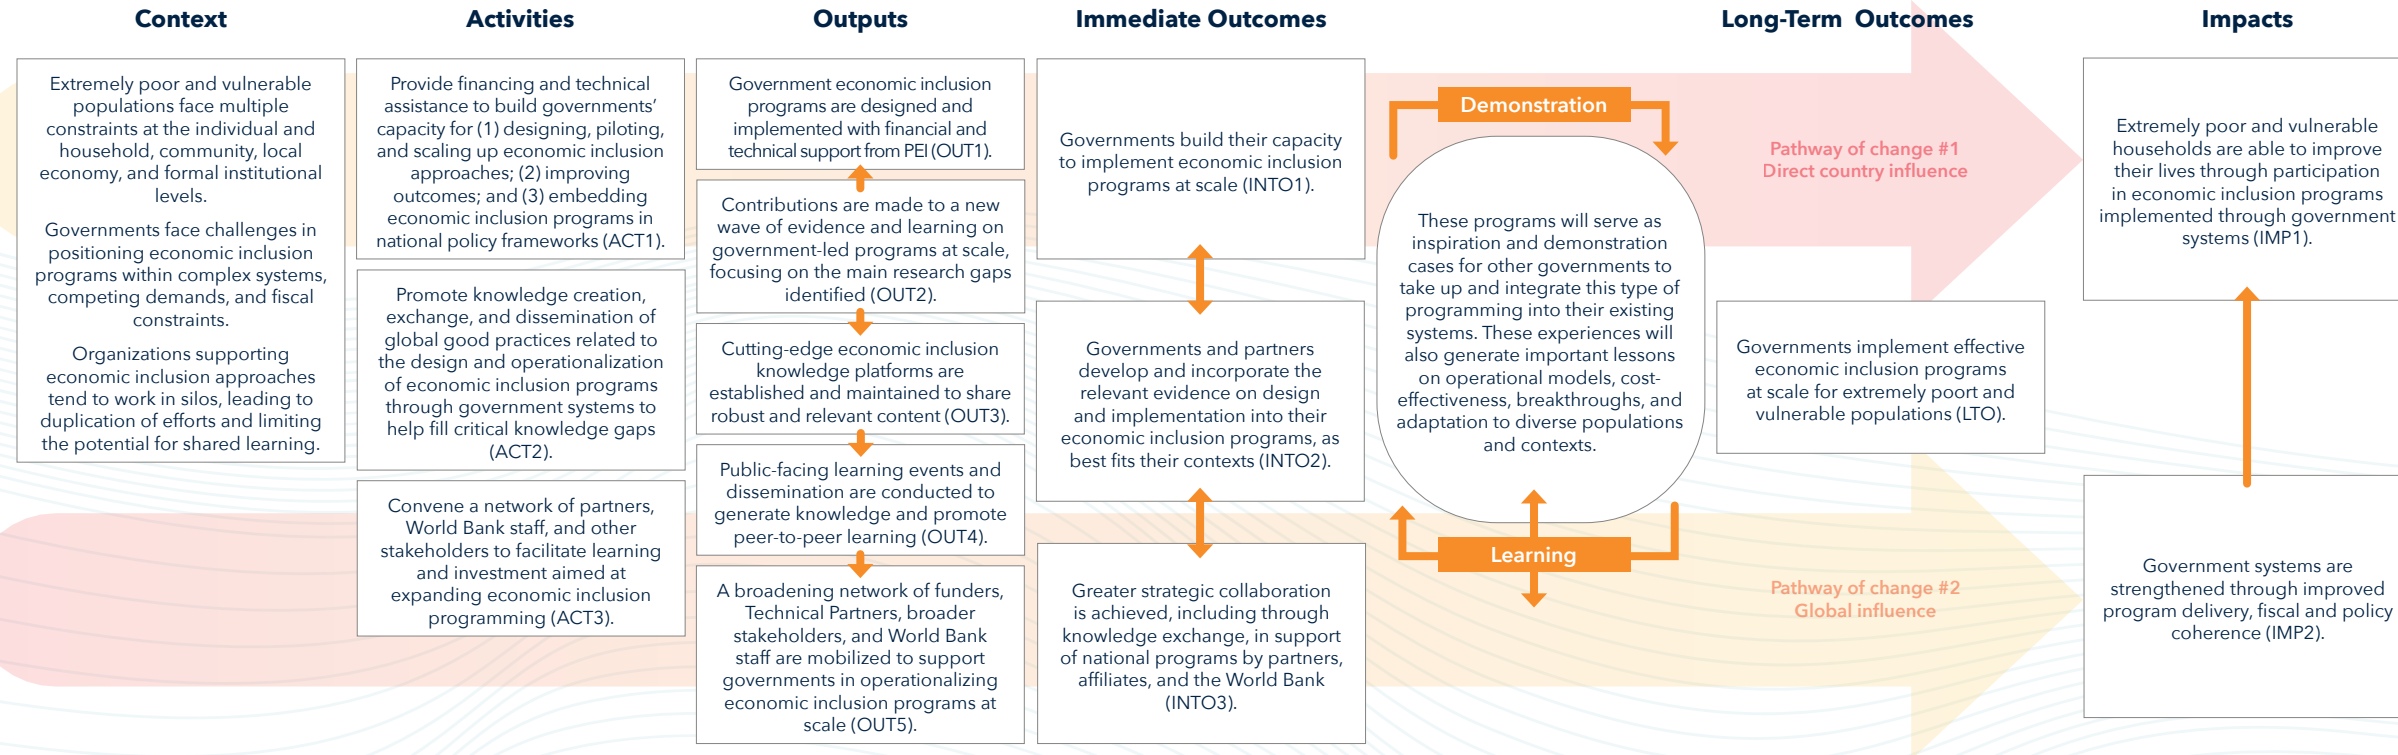 Context
Extremely poor and vulnerable
populations face multiple
constraints at the individual and
household, community, local
economy, and formal institutional
levels.
Governments face challenges in
positioning economic inclusion
programs within complex systems,
competing demands, and fiscal
constraints.
Organizations supporting
economic inclusion approaches
tend to work in silos, leading to
duplication of efforts and limiting
the potential for shared learning.
Activities
Provide financing and technical
assistance to build governments’
capacity for (1) designing, piloting,
and scaling up economic inclusion
approaches; (2) improving
outcomes; and (3) embedding
economic inclusion programs in
national policy frameworks (ACT1).
Promote knowledge creation,
exchange, and dissemination of
global good practices related to
the design and operationalization
of economic inclusion programs
through government systems to
help fill critical knowledge gaps
(ACT2).
Convene a network of partners,
World Bank staff, and other
stakeholders to facilitate learning
and investment aimed at
expanding economic inclusion
programming (ACT3).
Outputs
Government economic inclusion
programs are designed and
implemented with financial and
technical support from PEI (OUT1).
Contributions are made to a new
wave of evidence and learning on
government-led programs at scale,
focusing on the main research gaps
identified (OUT2).
Cutting-edge economic inclusion
knowledge platforms are
established and maintained to share
robust and relevant content (OUT3).
Public-facing learning events and
dissemination are conducted to
generate knowledge and promote
peer-to-peer learning (OUT4).
A broadening network of funders,
Technical Partners, broader
stakeholders, and World Bank
staff are mobilized to support
governments in operationalizing
economic inclusion programs at
scale (OUT5).
Immediate Outcomes
Governments build their capacity
to implement economic inclusion
programs at scale (INTO1).
Governments and partners
develop and incorporate the
relevant evidence on design
and implementation into their
economic inclusion programs, as
best fits their contexts (INTO2).
Greater strategic collaboration
is achieved, including through
knowledge exchange, in support
of national programs by partners,
affiliates, and the World Bank
(INTO3).
Demonstration
These programs will serve as
inspiration and demonstration
cases for other governments to
take up and integrate this type of
programming into their existing
systems. These experiences will
also generate important lessons
on operational models, cost-
effectiveness, breakthroughs, and
adaptation to diverse populations
and contexts.
Learning
Long-Term Outcomes
Pathway of change #1
Direct country influence
Governments implement effective
economic inclusion programs
at scale for extremely poort and
vulnerable populations (LTO).
Pathway of change #2
Global influence
Impacts
Extremely poor and vulnerable
households are able to improve
their lives through participation
in economic inclusion programs
implemented through government
systems (IMP1).
Government systems are
strengthened through improved
program delivery, fiscal and policy
coherence (IMP2).